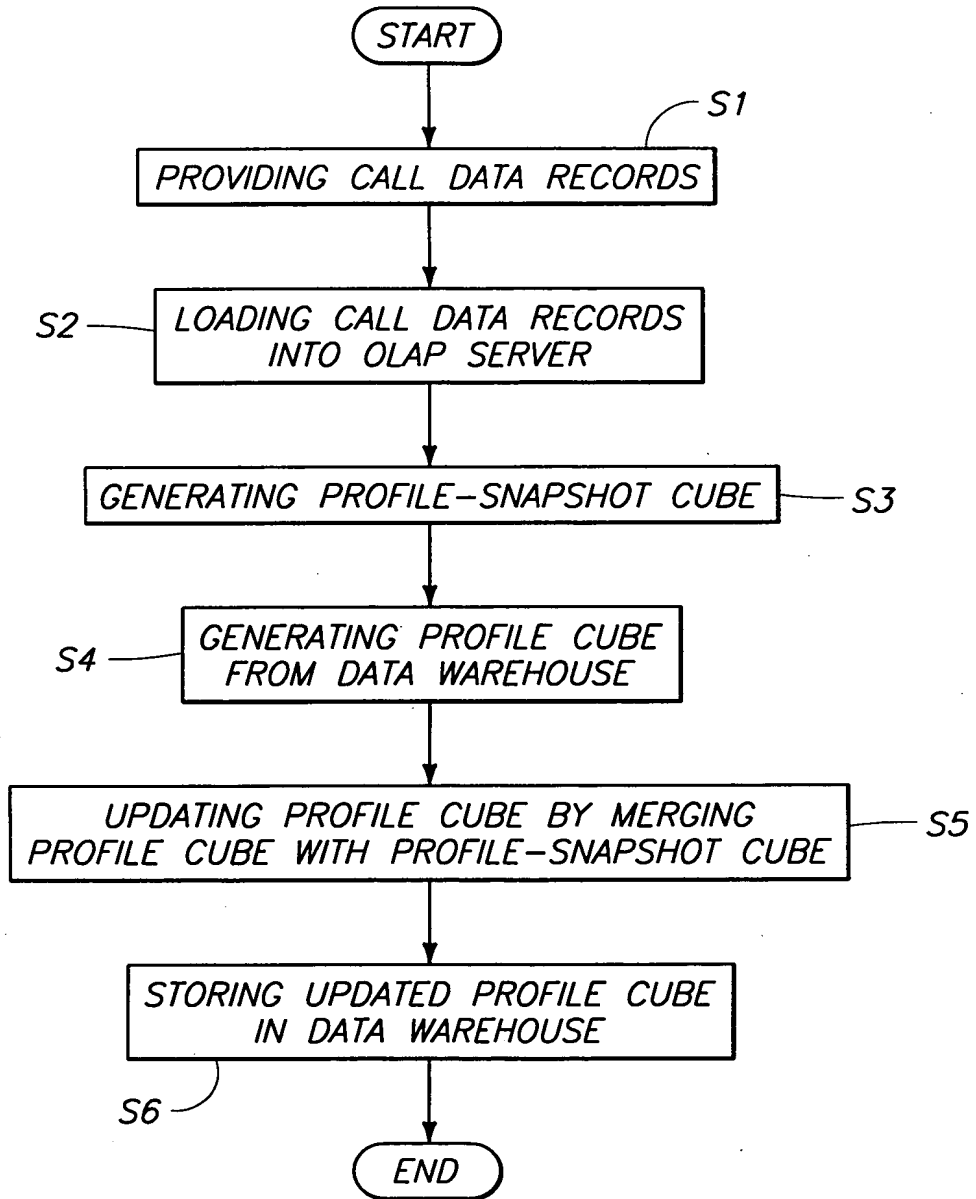 START
S1
PROVIDING CALL DATA RECORDS
S2
LOADING CALL DATA RECORDS
INTO OLAP SERVER
GENERATING PROFILE-SNAPSHOT CUBE
S3
S4
GENERATING PROFILE CUBE
FROM DATA WAREHOUSE
UPDATING PROFILE CUBE BY MERGING
PROFILE CUBE WITH PROFILE-SNAPSHOT CUBE
S5
STORING UPDATED PROFILE CUBE
IN DATA WAREHOUSE
S6
END